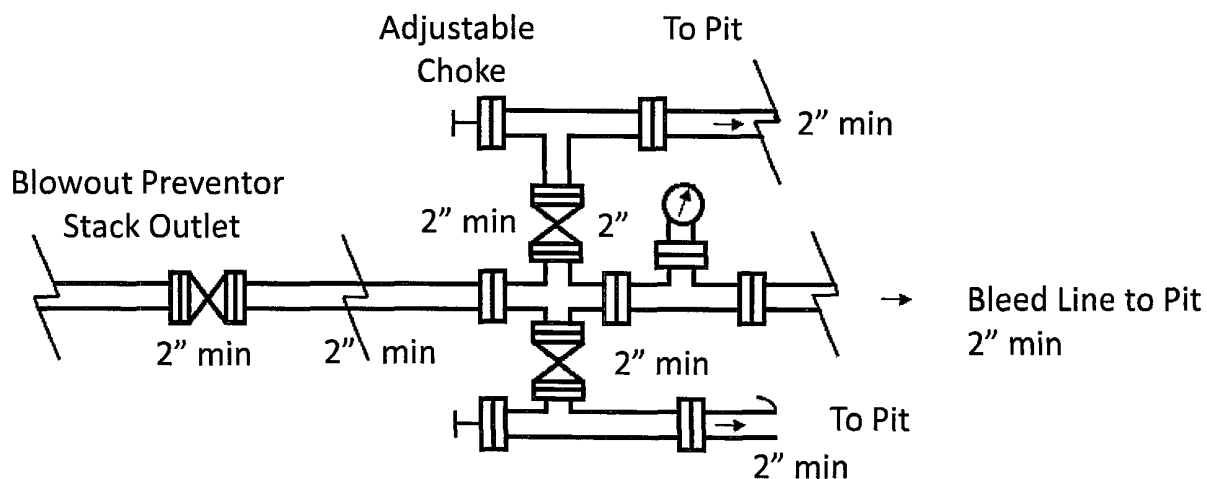 Adjustable
Choke
To Pit
2” min
Blowout Preventor
Stack Outlet
2” min
2”
2” min
2” min
2” min
Bleed Line to Pit
2” min
To Pit
2” min